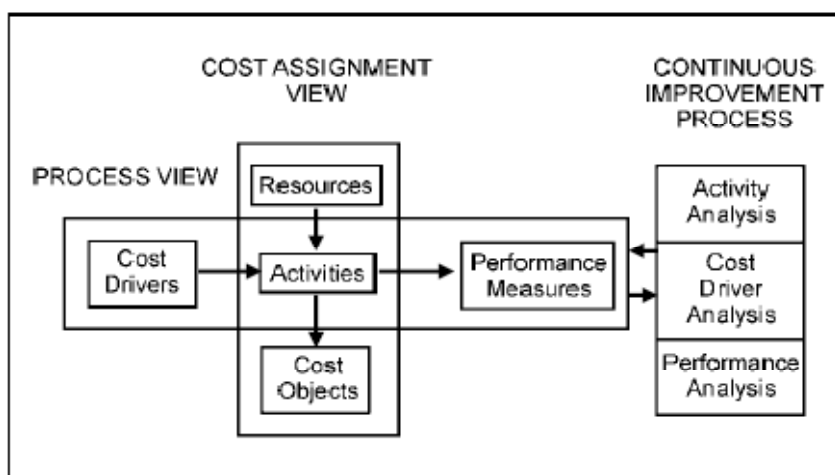 COST ASSIGNMENT
VIEW
CONTINUOUS
IMPROVEMENT
PROCESS
PROCESS VIEW
Resources
Cost
Drivers
Activities
Performance
Measures
Cost
Objects
Activity
Analysis
Cost
Driver
Analysis
Performance
Analysis